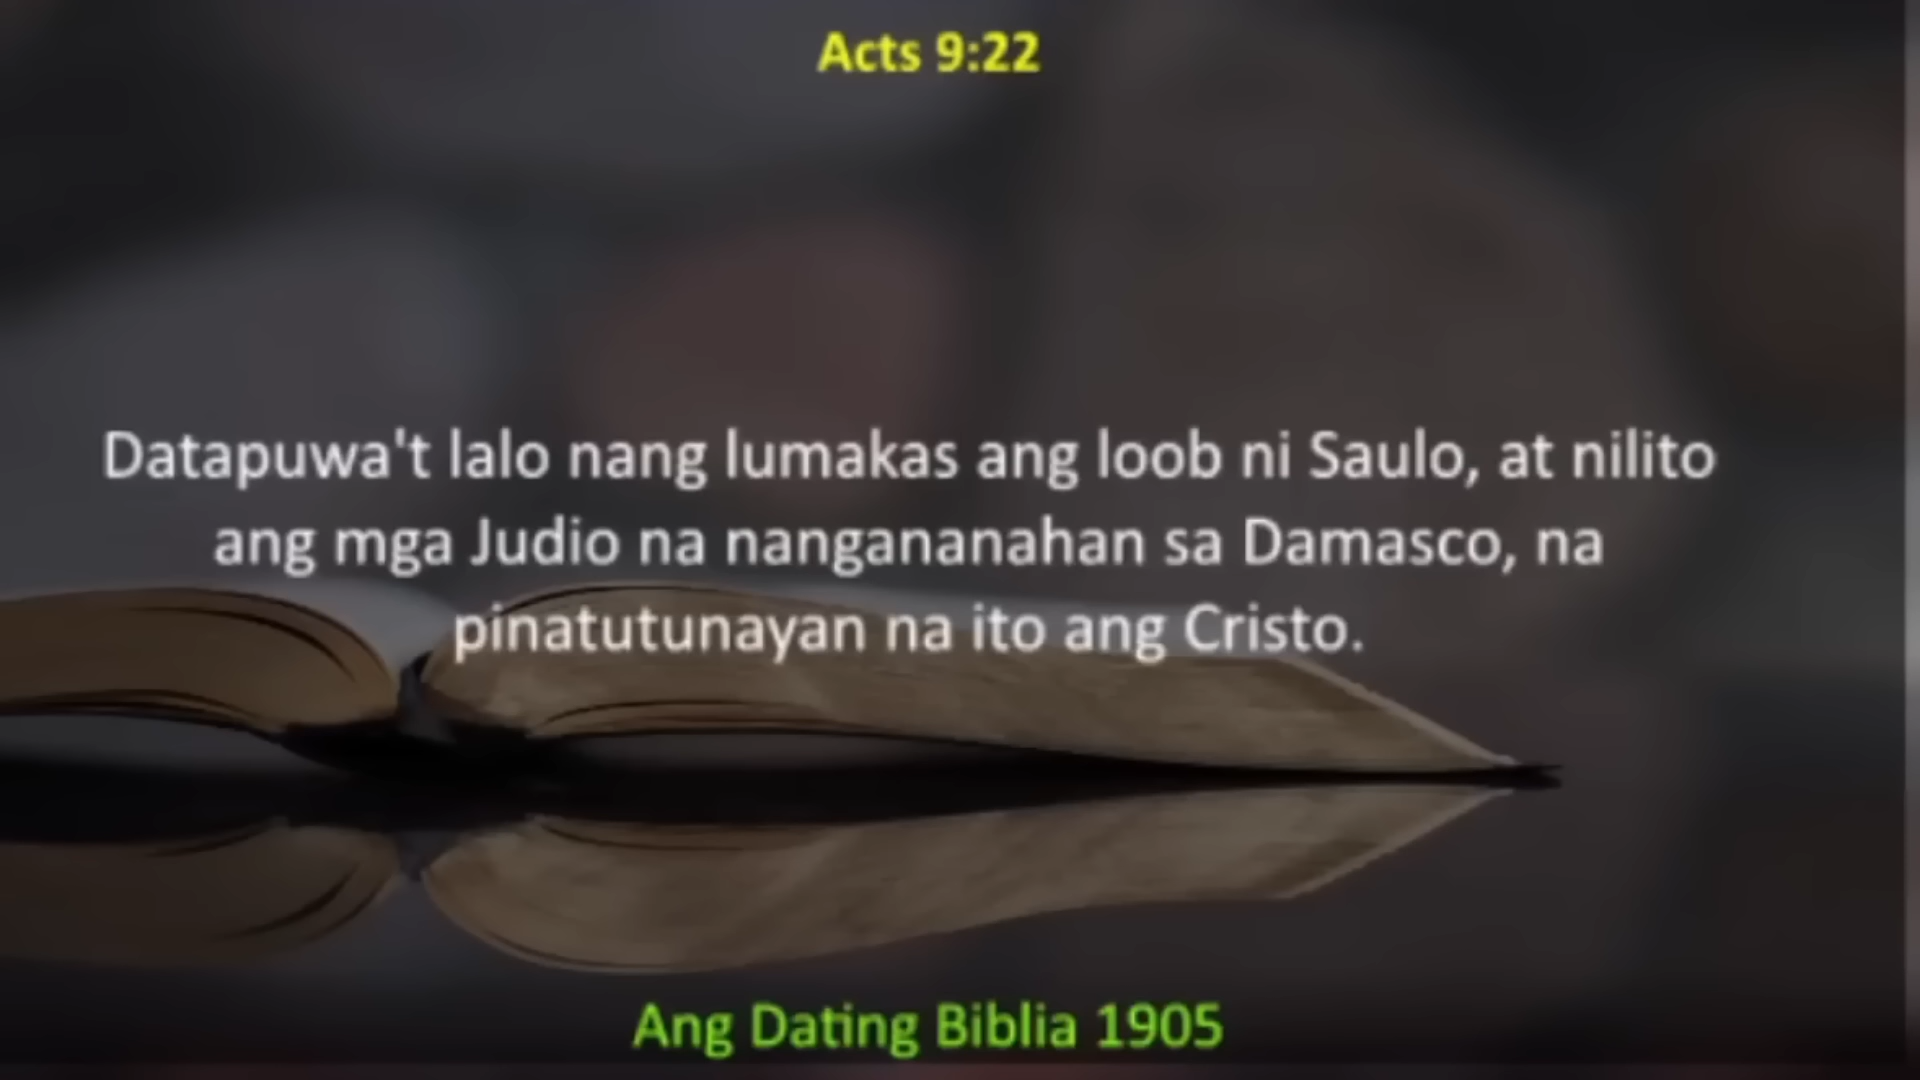 Acts 9:22
Datapuwa't lalo nang lumakas ang loob ni Saulo, at nilito
ang mga Judio na nangananahan sa Damasco, na
pinatutunayan na ito ang Cristo.
Ang Dating Biblia 1905